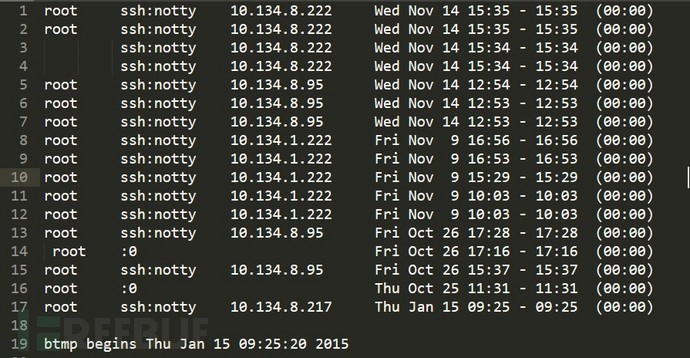 1 root ssh:notty 10.134.8.222 Wed Nov 14 15:35 - 15:35 (00:00)
2 root ssh:notty 10.134.8.222 Wed Nov 14 15:35 - 15:35 (00:00)
3 ssh:notty 10.134.8.222 Wed Nov 14 15:34 - 15:34 (00:00)
4 ssh:notty 10.134.8.222 Wed Nov 14 15:34 - 15:34 (00:00)
5 root ssh:notty 10.134.8.95 Wed Nov 14 12:54 - 12:54 (00:00)
6 root ssh:notty 10.134.8.95 Wed Nov 14 12:53 - 12:53 (00:00)
7 root ssh:notty 10.134.8.95 Wed Nov 14 12:53 - 12:53 (00:00)
8 root ssh:notty 10.134.1.222 Fri Nov 9 16:56 - 16:56 (00:00)
9 root ssh:notty 10.134.1.222 Fri Nov 9 16:53 - 16:53 (00:00)
10 root ssh:notty 10.134.1.222 Fri Nov 9 15:29 - 15:29 (00:00)
11 root ssh:notty 10.134.1.222 Fri Nov 9 10:03 - 10:03 (00:00)
12 root ssh:notty 10.134.1.222 Fri Nov 9 10:03 - 10:03 (00:00)
13 root ssh:notty 10.134.8.95 Fri Oct 26 17:28 - 17:28 (00:00)
14 root :0 Fri Oct 26 17:16 - 17:16 (00:00)
15 root ssh:notty 10.134.8.95 Fri Oct 26 15:37 - 15:37 (00:00)
16 root :0 Thu Oct 25 11:31 - 11:31 (00:00)
17 root ssh:notty 10.134.8.217 Thu Jan 15 09:25 - 09:25 (00:00)
18
19 btmp begins Thu Jan 15 09:25:20 2015